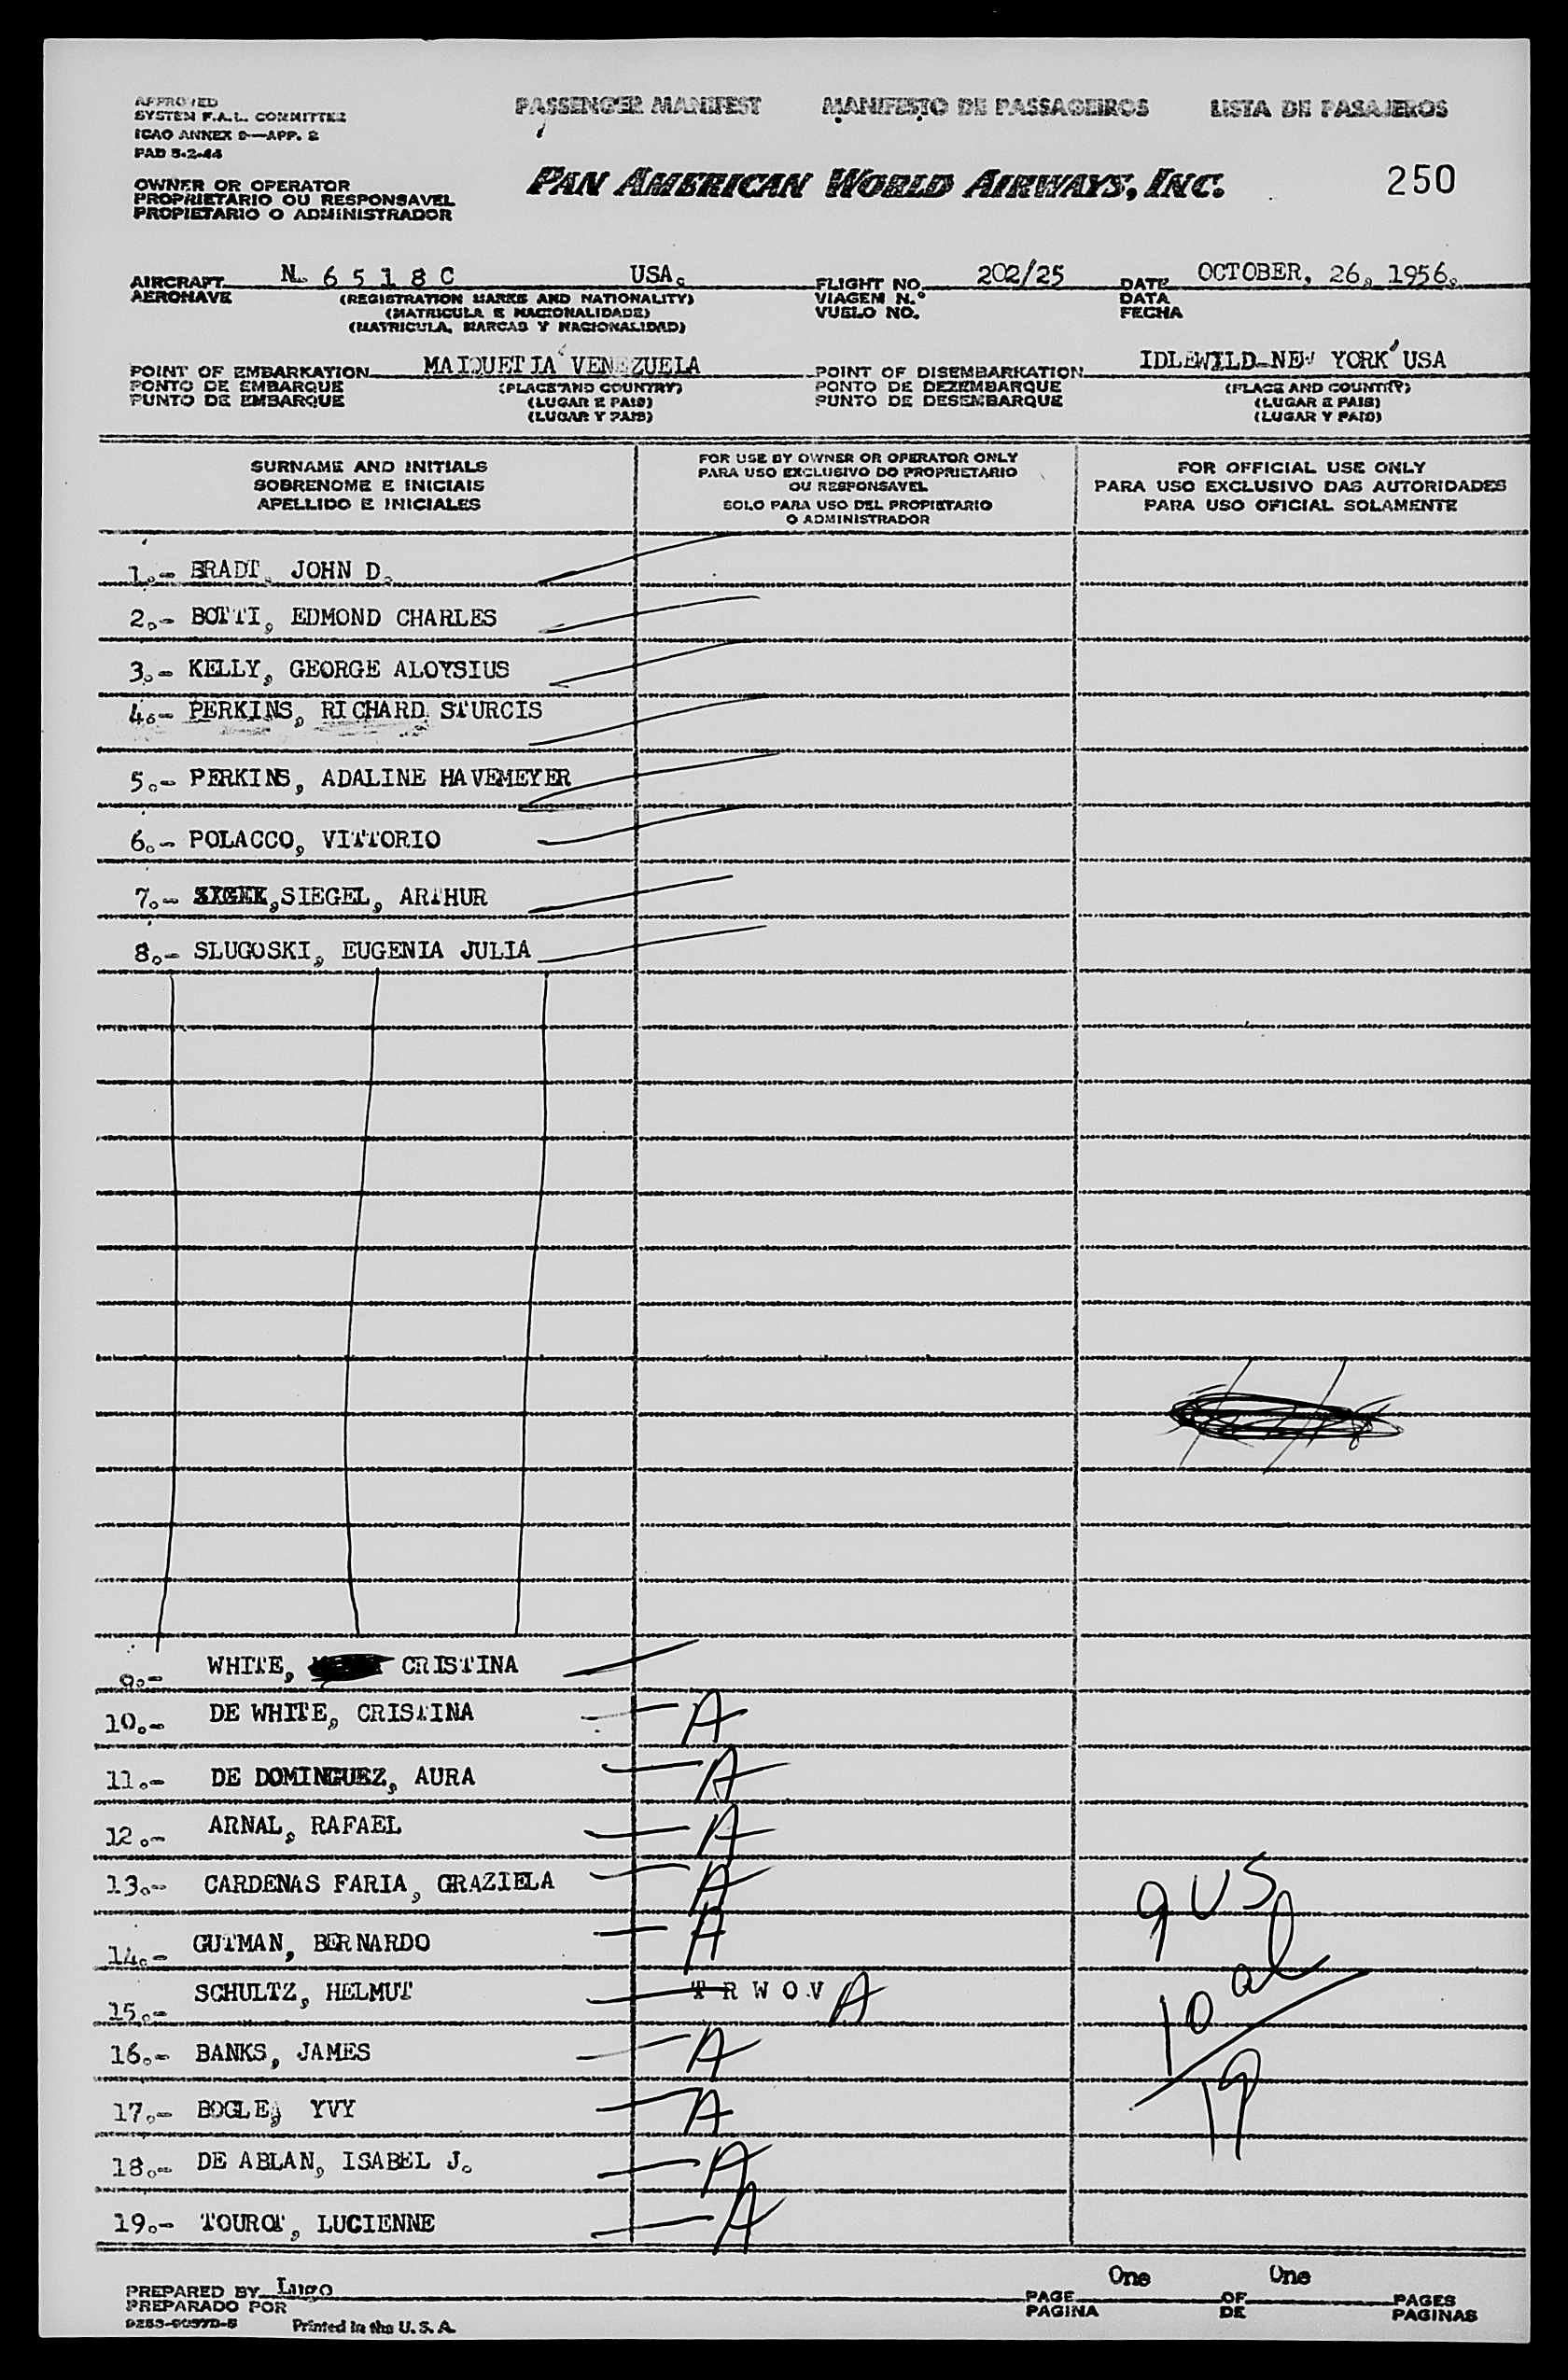 APPROVED
SYSTEM F.A.L. COMMITTEE
ICAO ANNEX 9—APP. 2
PAD 5-2-44
PASSENGER MANIFEST MANIFESTO DE PASSAGEIROS LISTA DE PASAJEROS
OWNER OR OPERATOR
PROPRIETARIO OU RESPONSAVEL
PROPIETARIO O ADMINISTRADOR
PAN AMERICAN WORLD AIRWAYS, INC.
250
AIRCRAFT N. 6 5 1 8 C USA. FLIGHT NO. 202/25 DATE OCTOBER, 26, 1956.
AERONAVE (REGISTRATION MARKS AND NATIONALITY) VIAGEM N.º DATA
(MATRICULA E NACIONALIDADE) VUELO NO. FECHA
(MATRICULA, MARCAS Y NACIONALIDAD)
POINT OF EMBARKATION MAIQUETIA VENEZUELA POINT OF DISEMBARKATION IDLEWILD-NEW YORK USA
PONTO DE EMBARQUE (PLACE AND COUNTRY) PONTO DE DEZEMBARQUE (PLACE AND COUNTRY)
PUNTO DE EMBARQUE (LUGAR E PAIS) PUNTO DE DESEMBARQUE (LUGAR E PAIS)
(LUGAR Y PAIS) (LUGAR Y PAIS)
SURNAME AND INITIALS
SOBRENOME E INICIAIS
APELLIDO E INICIALES
FOR USE BY OWNER OR OPERATOR ONLY
PARA USO EXCLUSIVO DO PROPRIETARIO
OU RESPONSAVEL
SOLO PARA USO DEL PROPIETARIO
O ADMINISTRADOR
FOR OFFICIAL USE ONLY
PARA USO EXCLUSIVO DAS AUTORIDADES
PARA USO OFICIAL SOLAMENTE
1.- BRADT, JOHN D.
2.- BOTTI, EDMOND CHARLES
3.- KELLY, GEORGE ALOYSIUS
4.- PERKINS, RICHARD STURCIS
5.- PERKINS, ADALINE HAVEMEYER
6.- POLACCO, VITTORIO
7.- SIEGEL, ARTHUR
8.- SLUGOSKI, EUGENIA JULIA
9.- WHITE, CRISTINA
10.- DE WHITE, CRISTINA A
11.- DE DOMINGUEZ, AURA A
12.- ARNAL, RAFAEL A
13.- CARDENAS FARIA, GRAZIELA A
9 US
14.- GUTMAN, BERNARDO A
15.- SCHULTZ, HELMUT T R W O V A
10 al
16.- BANKS, JAMES A
17.- BOGLE, YVY A
19
18.- DE ABLAN, ISABEL J. A
19.- TOUROT, LUCIENNE A
PREPARED BY Lugo PAGE One OF One PAGES
PREPARADO POR PAGINA DE PAGINAS
Printed in the U. S. A.